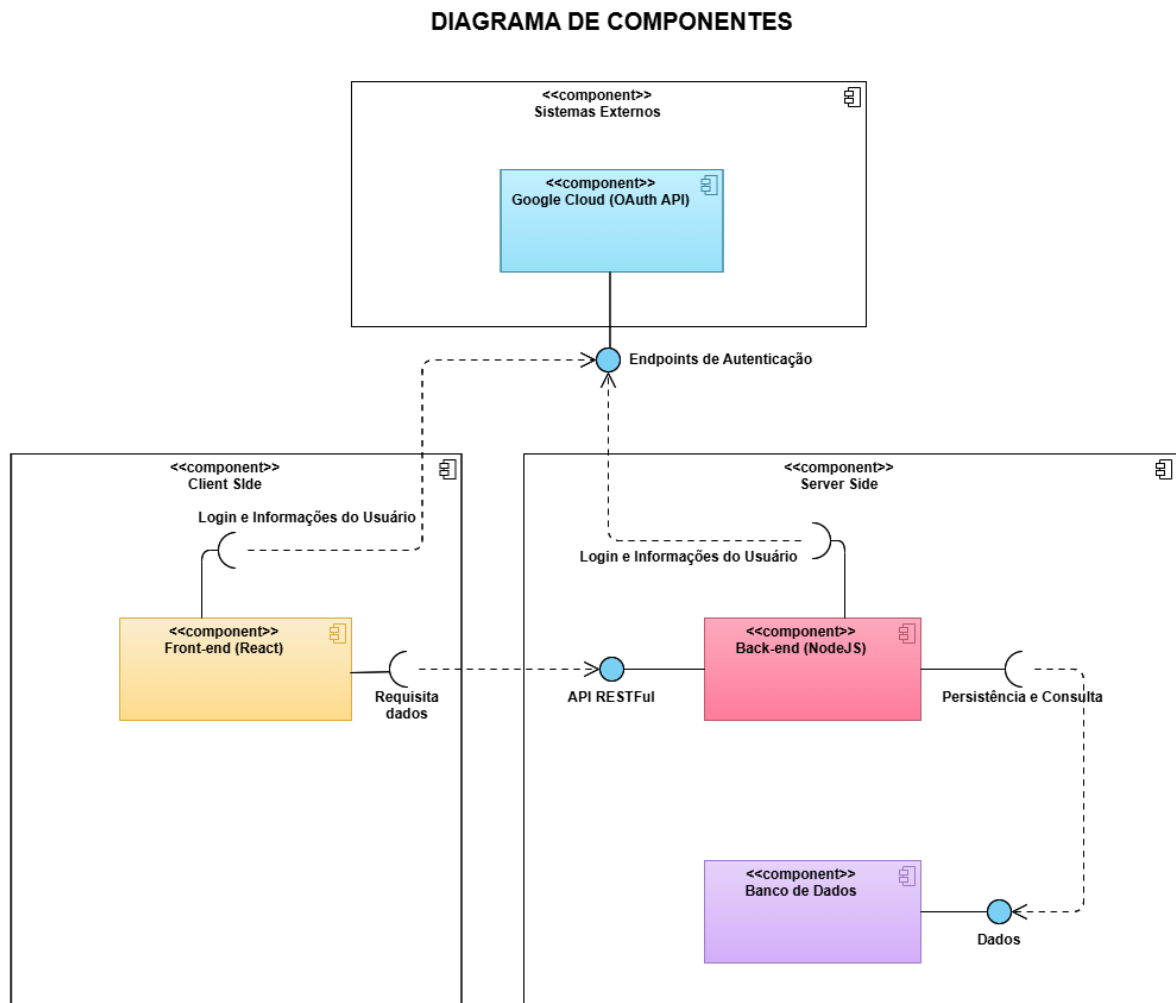 DIAGRAMA DE COMPONENTES
<<component>>
Sistemas Externos
<<component>>
Google Cloud (OAuth API)
Endpoints de Autenticação
<<component>>
Client SIde
Login e Informações do Usuário
<<component>>
Front-end (React)
Requisita
dados
<<component>>
Server Side
Login e Informações do Usuário
API RESTFul
<<component>>
Back-end (NodeJS)
Persistência e Consulta
<<component>>
Banco de Dados
Dados